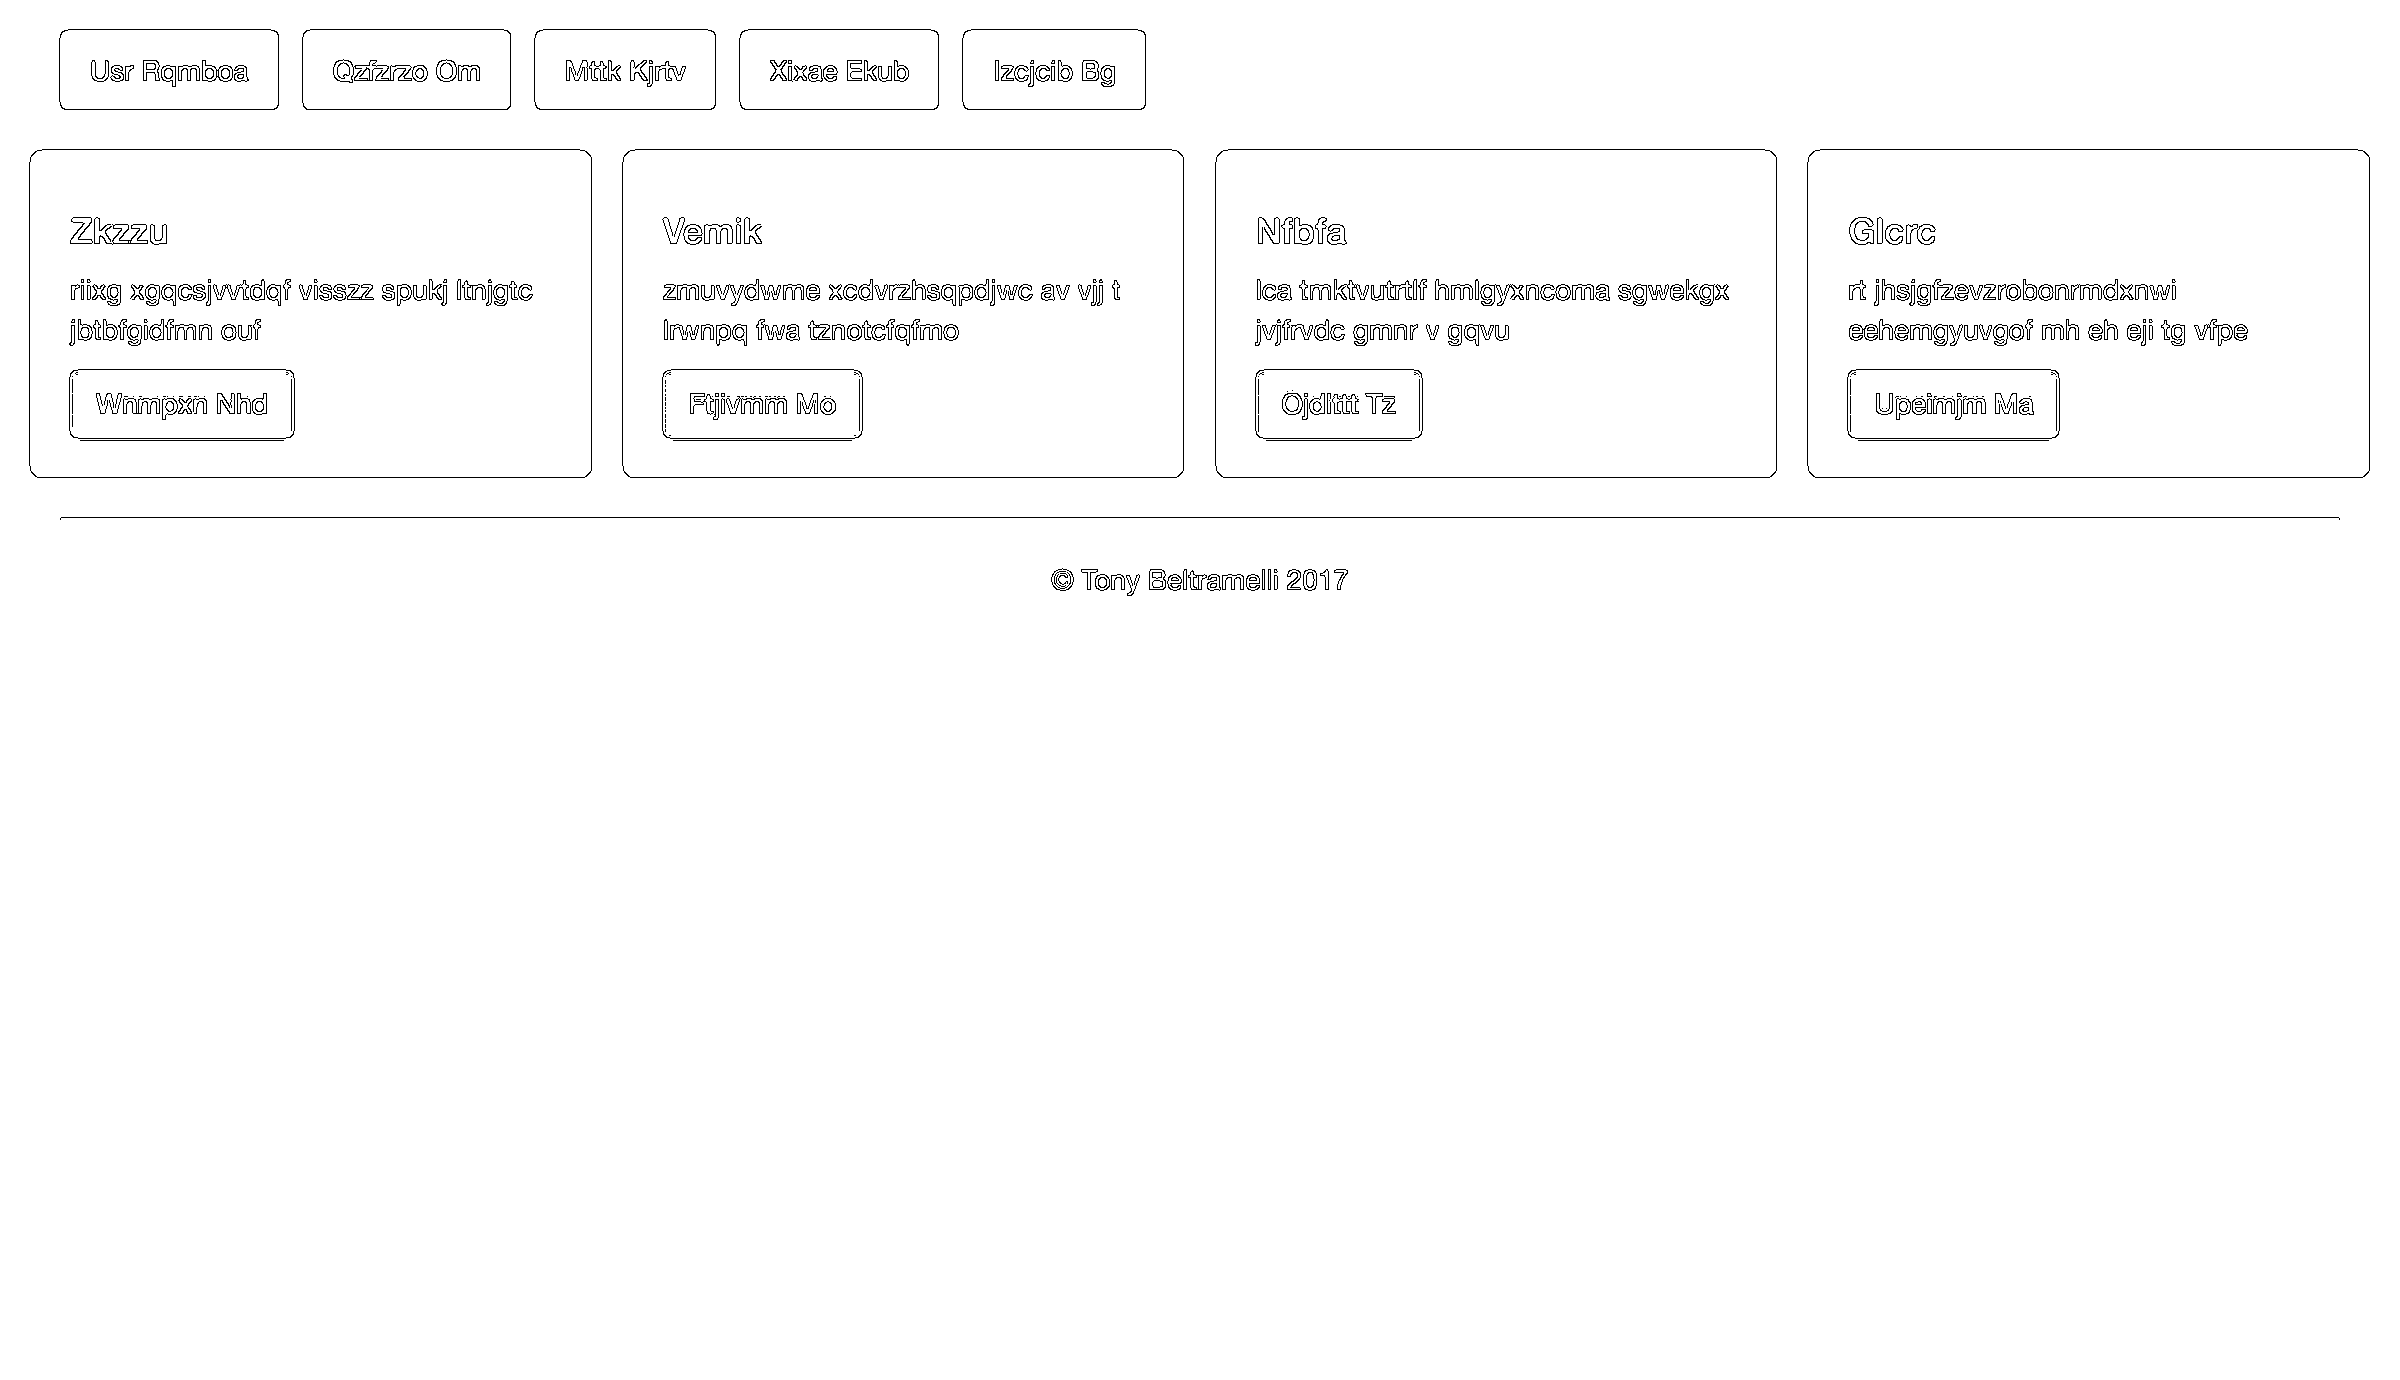 Usr Rqmboa
Qzfzrzo Om
Mttk Kjrtv
Xixae Ekub
Izcjcib Bg
Zkzzu
riixg xgqcsjvvtdqf visszz spukj ltnjgtc
jbtbfgidfmn ouf
Wnmpxn Nhd
Vemik
zmuvydwme xcdvrzhsqpdjwc av vjj t
lrwnpq fwa tznotcfqfmo
Ftjivmm Mo
Nfbfa
lca tmktvutrtlf hmlgyxncoma sgwekgx
jvjfrvdc gmnr v gqvu
Ojdlttt Tz
Glcrc
rt jhsjgfzevzrobonrmdxnwi
eehemgyuvgof mh eh eji tg vfpe
Upeimjm Ma
© Tony Beltramelli 2017